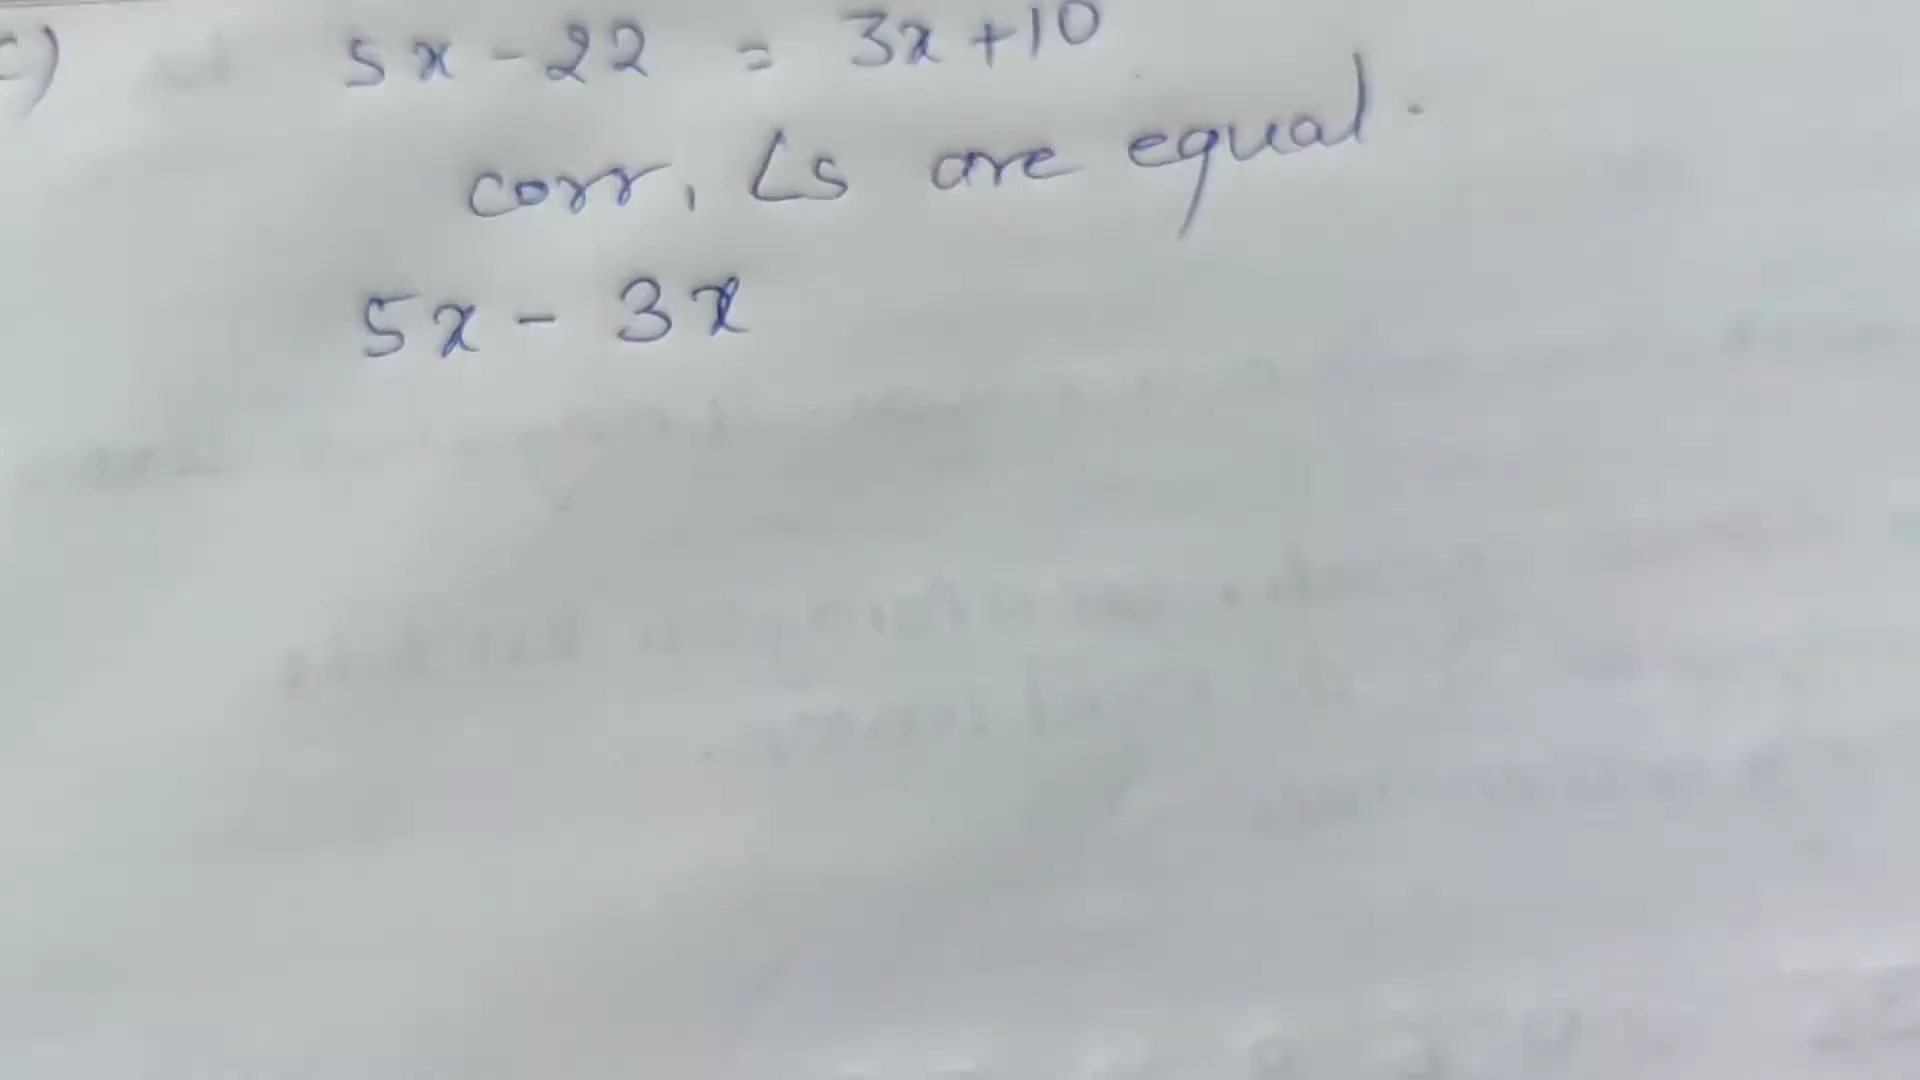 c) 5x - 22 = 3x + 10
corr, ∠s are equal.
5x - 3x